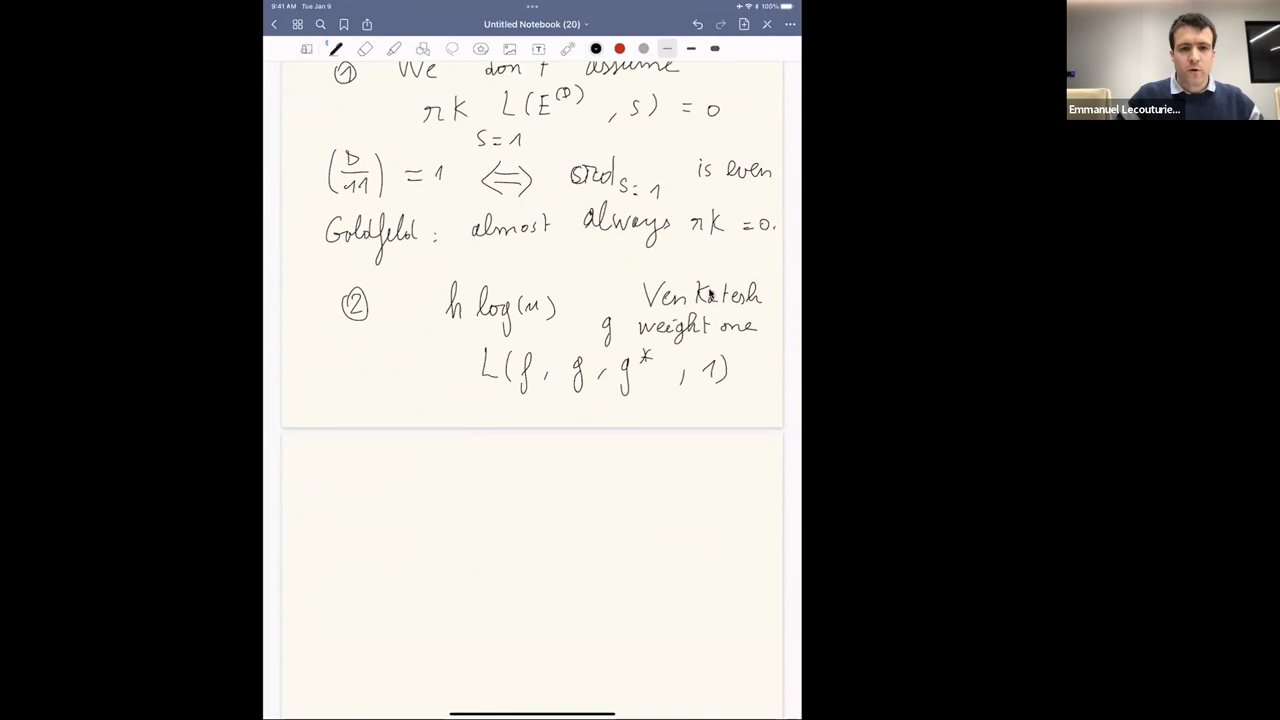 9:41 AM Tue Jan 9
100%
Untitled Notebook (20)
① We don't assume
rk L(E^(D), s) = 0
s=1
(D/11) = 1 ⟺ ord_{s=1} is even
Goldfeld : almost always rk = 0.
② h log(u) Venkatesh
g weight one
L(f, g, g*, 1)
Emmanuel Lecouturie...